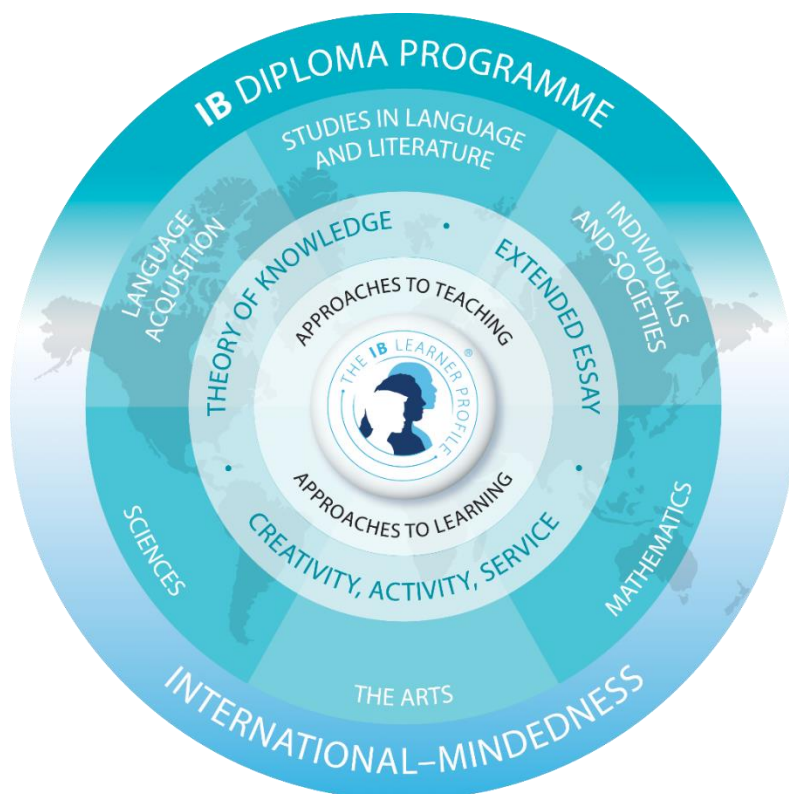 IB DIPLOMA PROGRAMME
STUDIES IN LANGUAGE
AND LITERATURE
LANGUAGE
ACQUISITION
INDIVIDUALS
AND SOCIETIES
THEORY OF KNOWLEDGE
•
EXTENDED ESSAY
•
CREATIVITY, ACTIVITY, SERVICE
•
APPROACHES TO TEACHING
• THE IB LEARNER PROFILE •
®
APPROACHES TO LEARNING
SCIENCES
MATHEMATICS
THE ARTS
INTERNATIONAL–MINDEDNESS